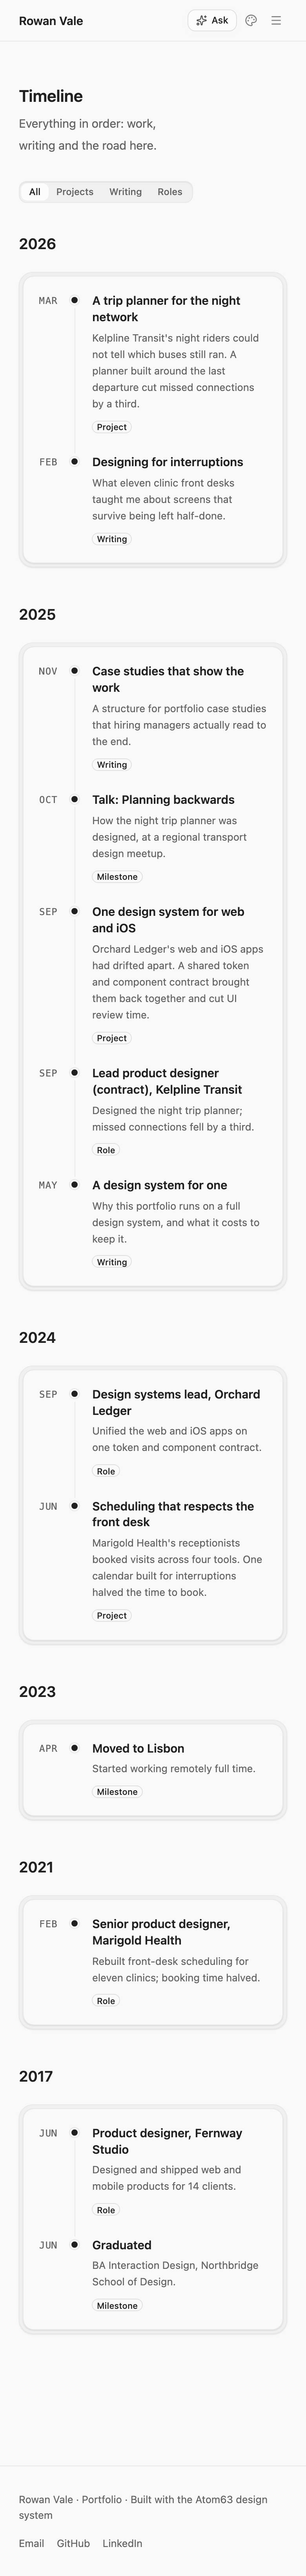 Rowan Vale
Ask
Timeline
Everything in order: work,
writing and the road here.
All Projects Writing Roles
2026
MAR
A trip planner for the night
network
Kelpline Transit's night riders could
not tell which buses still ran. A
planner built around the last
departure cut missed connections
by a third.
Project
FEB
Designing for interruptions
What eleven clinic front desks
taught me about screens that
survive being left half-done.
Writing
2025
NOV
Case studies that show the
work
A structure for portfolio case studies
that hiring managers actually read to
the end.
Writing
OCT
Talk: Planning backwards
How the night trip planner was
designed, at a regional transport
design meetup.
Milestone
SEP
One design system for web
and iOS
Orchard Ledger's web and iOS apps
had drifted apart. A shared token
and component contract brought
them back together and cut UI
review time.
Project
SEP
Lead product designer
(contract), Kelpline Transit
Designed the night trip planner;
missed connections fell by a third.
Role
MAY
A design system for one
Why this portfolio runs on a full
design system, and what it costs to
keep it.
Writing
2024
SEP
Design systems lead, Orchard
Ledger
Unified the web and iOS apps on
one token and component contract.
Role
JUN
Scheduling that respects the
front desk
Marigold Health's receptionists
booked visits across four tools. One
calendar built for interruptions
halved the time to book.
Project
2023
APR
Moved to Lisbon
Started working remotely full time.
Milestone
2021
FEB
Senior product designer,
Marigold Health
Rebuilt front-desk scheduling for
eleven clinics; booking time halved.
Role
2017
JUN
Product designer, Fernway
Studio
Designed and shipped web and
mobile products for 14 clients.
Role
JUN
Graduated
BA Interaction Design, Northbridge
School of Design.
Milestone
Rowan Vale · Portfolio · Built with the Atom63 design
system
Email GitHub LinkedIn